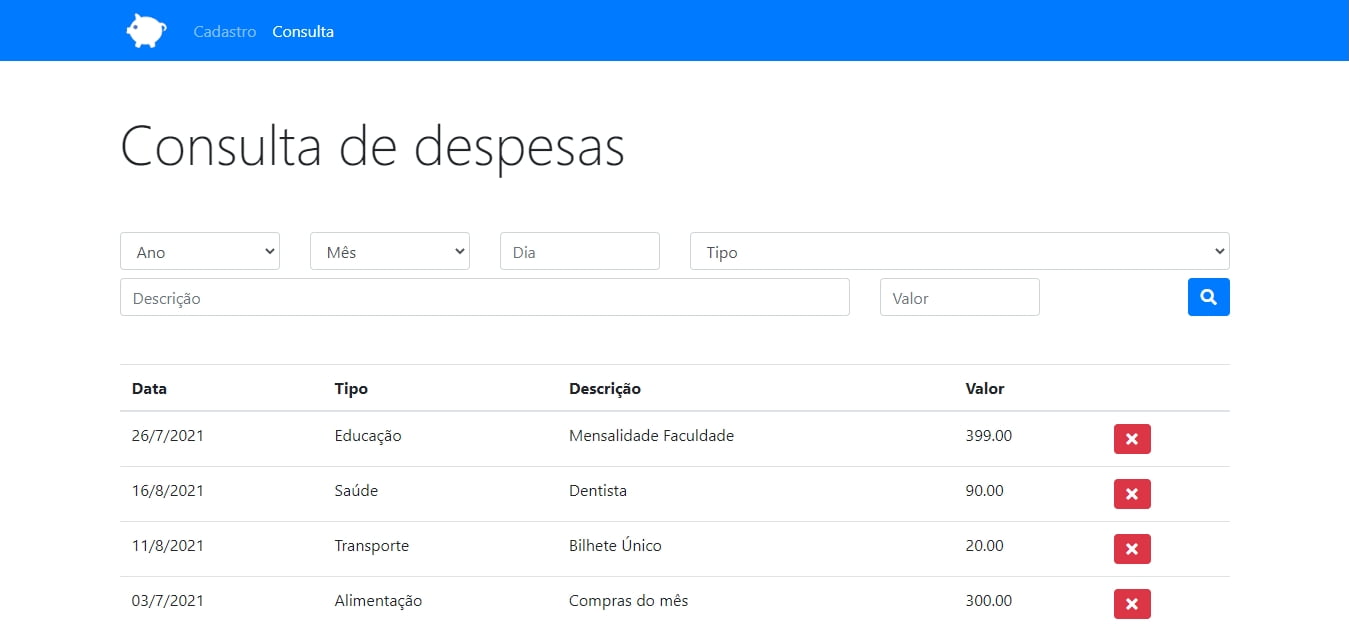 Cadastro Consulta
Consulta de despesas
Ano Mês Dia Tipo
Descrição Valor
Data Tipo Descrição Valor
26/7/2021 Educação Mensalidade Faculdade 399.00
16/8/2021 Saúde Dentista 90.00
11/8/2021 Transporte Bilhete Único 20.00
03/7/2021 Alimentação Compras do mês 300.00